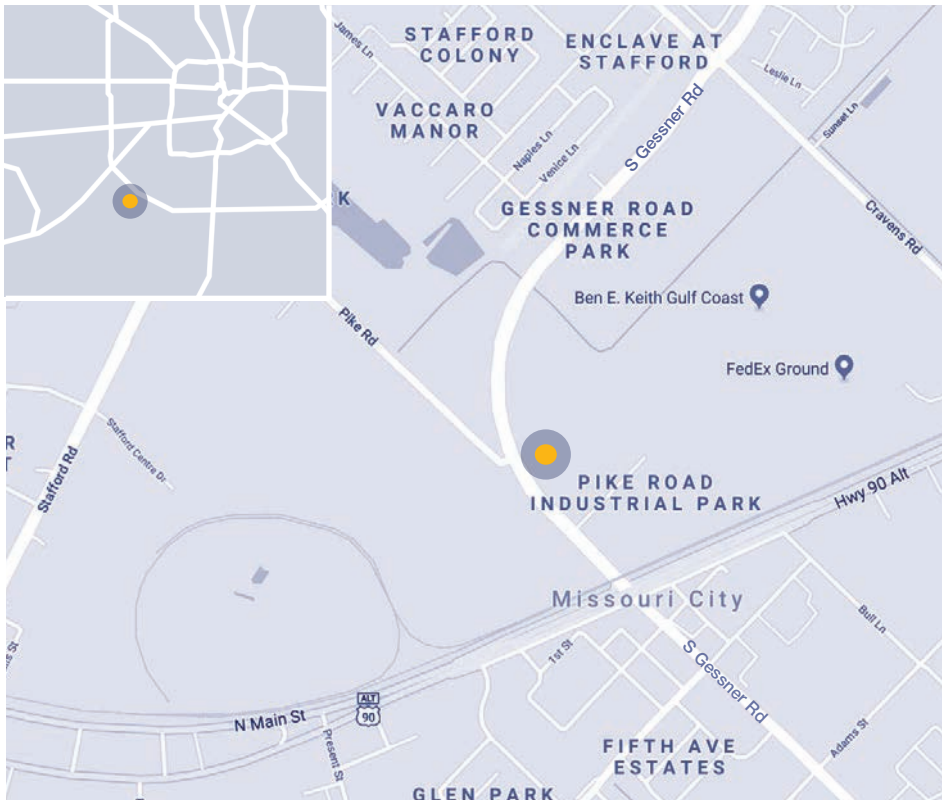 James Ln
STAFFORD
COLONY
ENCLAVE AT
STAFFORD
Leslie Ln
Sunset Ln
VACCARO
MANOR
Naples Ln
Venice Ln
S Gessner Rd
K
GESSNER ROAD
COMMERCE
PARK
Cravens Rd
Ben E. Keith Gulf Coast
Pike Rd
FedEx Ground
R
T
Stafford Centre Dr
Stafford Rd
PIKE ROAD
INDUSTRIAL PARK
Hwy 90 Alt
Missouri City
Bull Ln
1st St
S Gessner Rd
ALT
90
N Main St
Present St
Adams St
FIFTH AVE
ESTATES
GLEN PARK